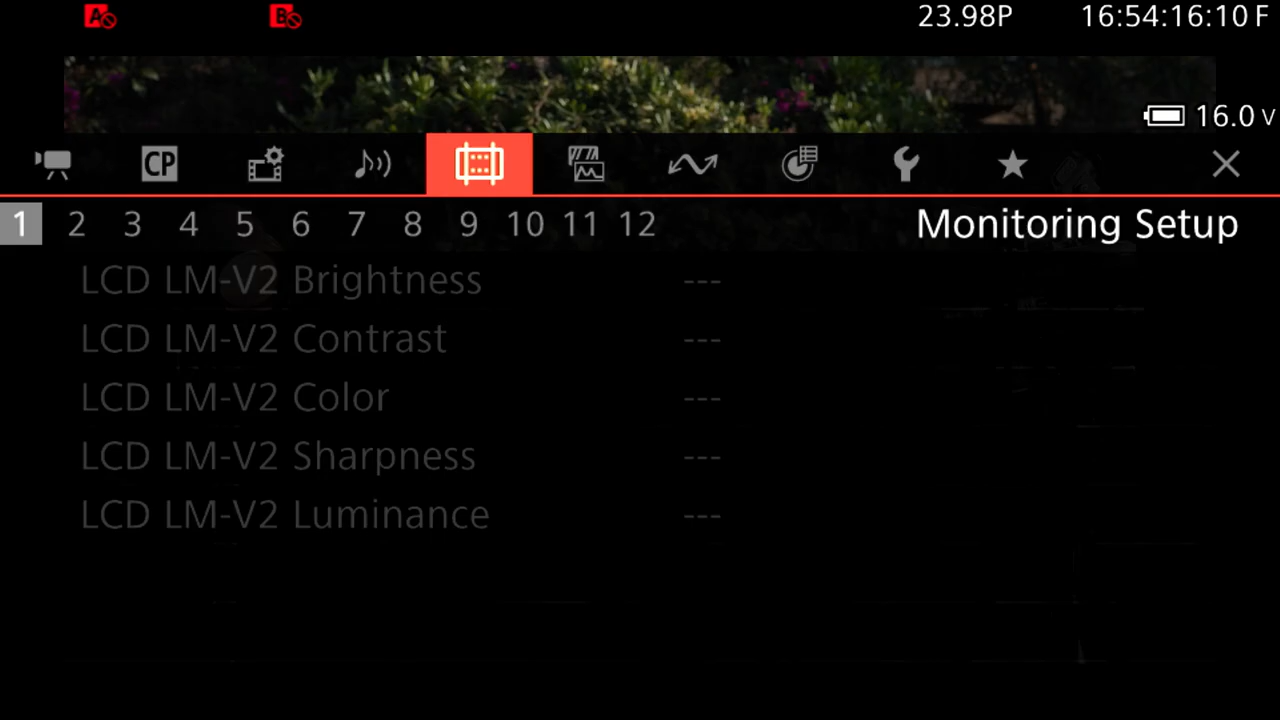 A B 23.98P 16:54:16:10 F
16.0 V
CP
1 2 3 4 5 6 7 8 9 10 11 12 Monitoring Setup
LCD LM-V2 Brightness ---
LCD LM-V2 Contrast ---
LCD LM-V2 Color ---
LCD LM-V2 Sharpness ---
LCD LM-V2 Luminance ---